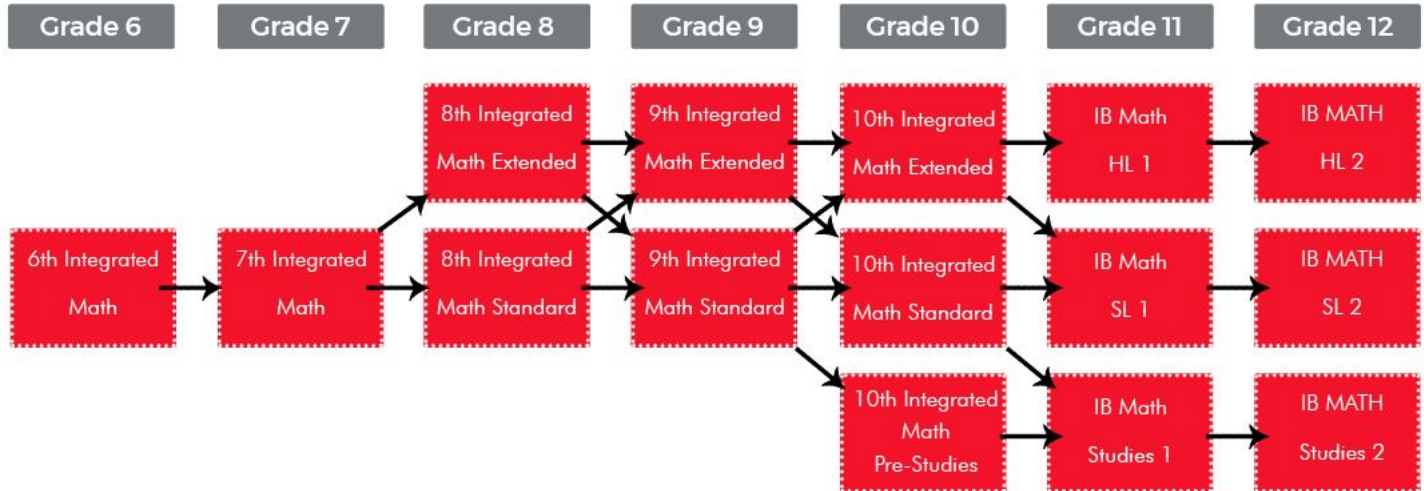 Grade 6
Grade 7
Grade 8
Grade 9
Grade 10
Grade 11
Grade 12
8th Integrated
Math Extended
9th Integrated
Math Extended
10th Integrated
Math Extended
IB Math
HL 1
IB MATH
HL 2
6th Integrated
Math
7th Integrated
Math
8th Integrated
Math Standard
9th Integrated
Math Standard
10th Integrated
Math Standard
IB Math
SL 1
IB MATH
SL 2
10th Integrated
Math
Pre-Studies
IB Math
Studies 1
IB MATH
Studies 2